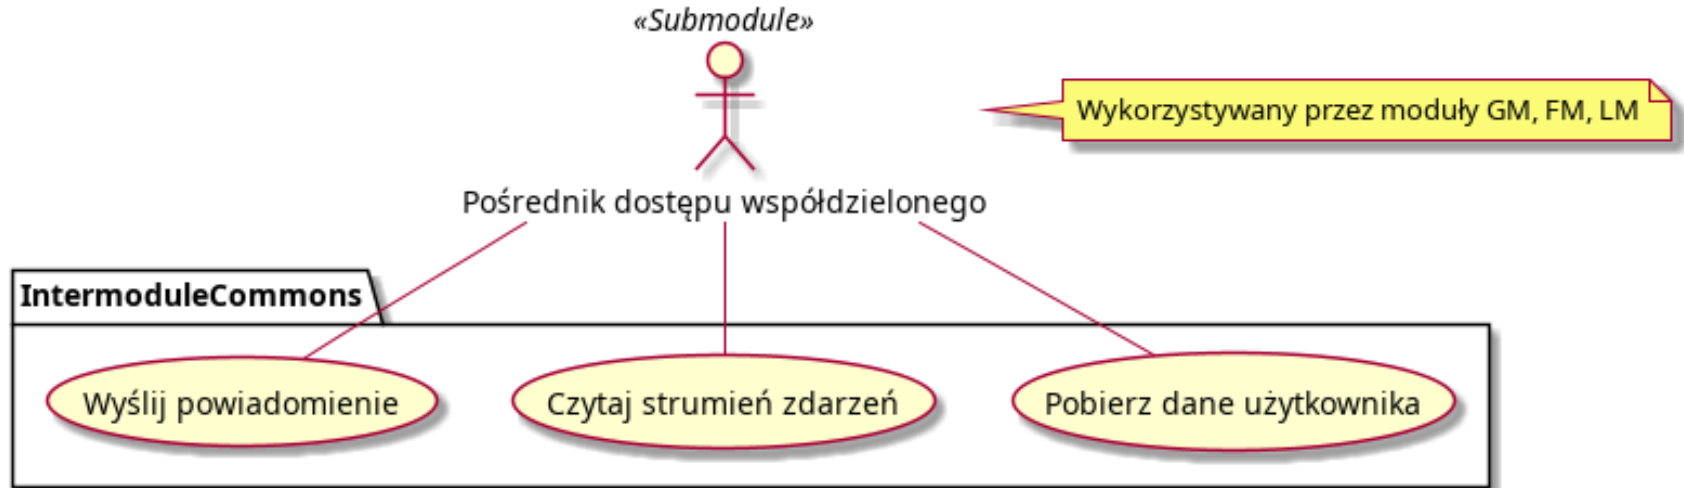 «Submodule»
Wykorzystywany przez moduły GM, FM, LM
Pośrednik dostępu współdzielonego
IntermoduleCommons
Wyślij powiadomienie
Czytaj strumień zdarzeń
Pobierz dane użytkownika